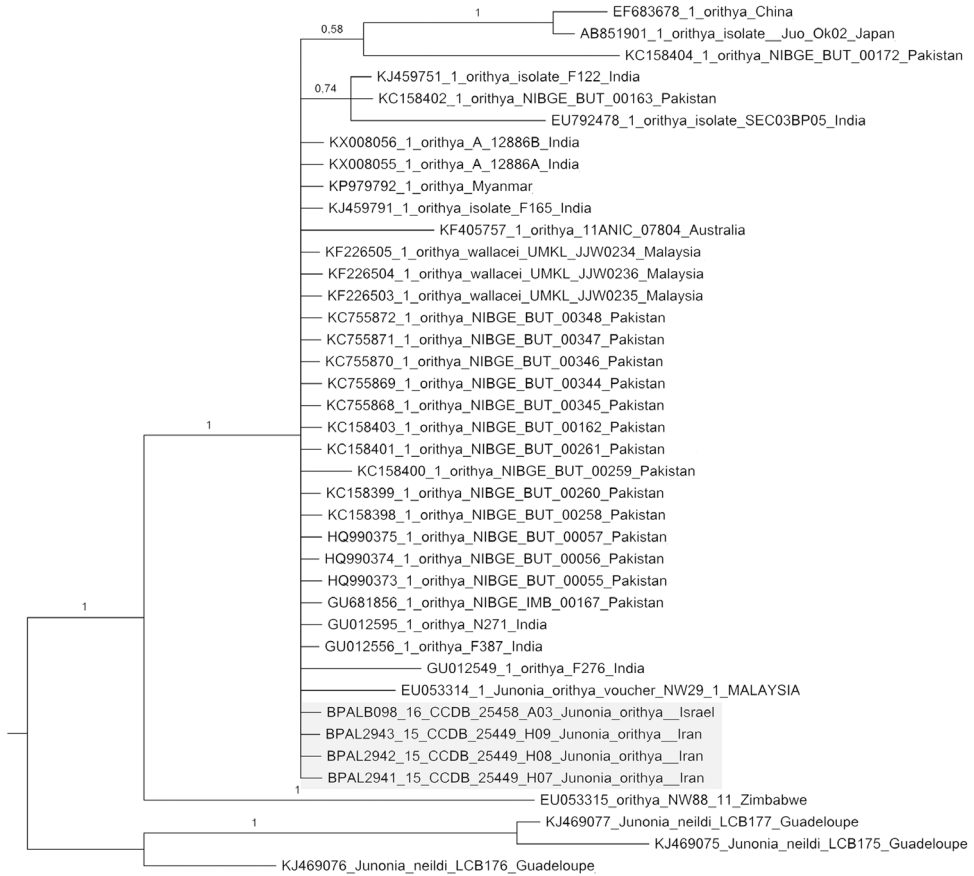 1
EF683678_1_orithya_China
0,58
AB851901_1_orithya_isolate__Juo_Ok02_Japan
KC158404_1_orithya_NIBGE_BUT_00172_Pakistan
KJ459751_1_orithya_isolate_F122_India
0,74
KC158402_1_orithya_NIBGE_BUT_00163_Pakistan
EU792478_1_orithya_isolate_SEC03BP05_India
KX008056_1_orithya_A_12886B_India
KX008055_1_orithya_A_12886A_India
KP979792_1_orithya_Myanmar
KJ459791_1_orithya_isolate_F165_India
KF405757_1_orithya_11ANIC_07804_Australia
KF226505_1_orithya_wallacei_UMKL_JJW0234_Malaysia
KF226504_1_orithya_wallacei_UMKL_JJW0236_Malaysia
KF226503_1_orithya_wallacei_UMKL_JJW0235_Malaysia
KC755872_1_orithya_NIBGE_BUT_00348_Pakistan
KC755871_1_orithya_NIBGE_BUT_00347_Pakistan
KC755870_1_orithya_NIBGE_BUT_00346_Pakistan
KC755869_1_orithya_NIBGE_BUT_00344_Pakistan
KC755868_1_orithya_NIBGE_BUT_00345_Pakistan
KC158403_1_orithya_NIBGE_BUT_00162_Pakistan
1
KC158401_1_orithya_NIBGE_BUT_00261_Pakistan
KC158400_1_orithya_NIBGE_BUT_00259_Pakistan
KC158399_1_orithya_NIBGE_BUT_00260_Pakistan
KC158398_1_orithya_NIBGE_BUT_00258_Pakistan
HQ990375_1_orithya_NIBGE_BUT_00057_Pakistan
HQ990374_1_orithya_NIBGE_BUT_00056_Pakistan
HQ990373_1_orithya_NIBGE_BUT_00055_Pakistan
GU681856_1_orithya_NIBGE_IMB_00167_Pakistan
1
GU012595_1_orithya_N271_India
GU012556_1_orithya_F387_India
GU012549_1_orithya_F276_India
EU053314_1_Junonia_orithya_voucher_NW29_1_MALAYSIA
BPALB098_16_CCDB_25458_A03_Junonia_orithya__Israel
BPAL2943_15_CCDB_25449_H09_Junonia_orithya__Iran
BPAL2942_15_CCDB_25449_H08_Junonia_orithya__Iran
BPAL2941_15_CCDB_25449_H07_Junonia_orithya__Iran
1
EU053315_orithya_NW88_11_Zimbabwe
1
KJ469077_Junonia_neildi_LCB177_Guadeloupe
KJ469075_Junonia_neildi_LCB175_Guadeloupe
KJ469076_Junonia_neildi_LCB176_Guadeloupe